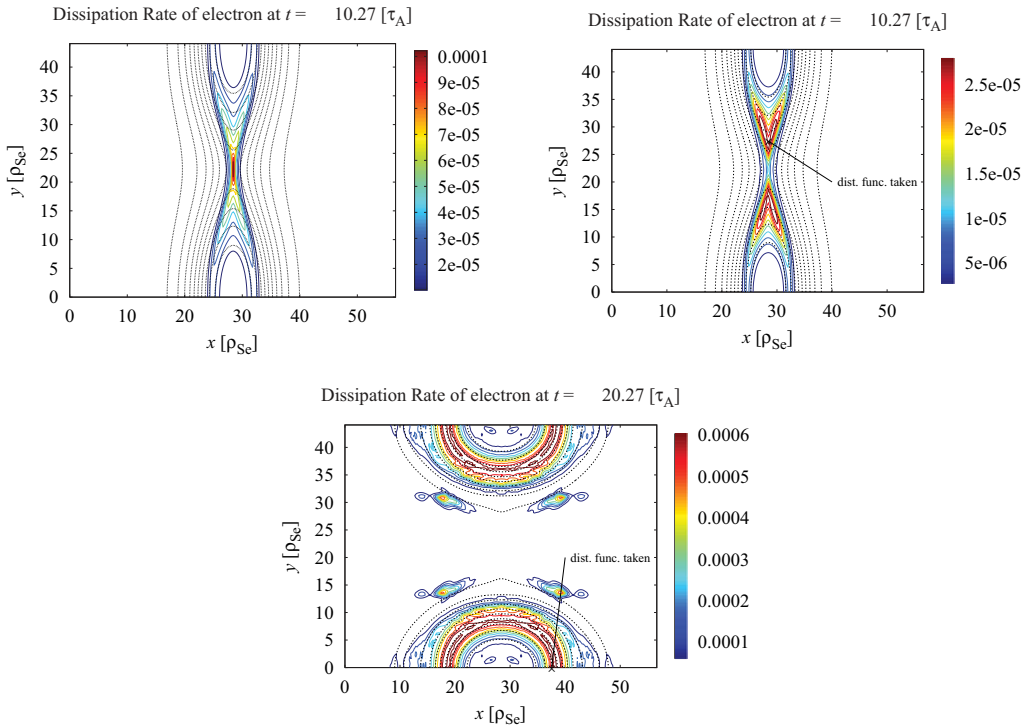 Dissipation Rate of electron at t = 10.27 [τA]
40
35
30
25
20
15
10
5
0
y [ρSe]
0 10 20 30 40 50
x [ρSe]
0.0001
9e-05
8e-05
7e-05
6e-05
5e-05
4e-05
3e-05
2e-05
Dissipation Rate of electron at t = 10.27 [τA]
40
35
30
25
20
15
10
5
0
y [ρSe]
dist. func. taken
0 10 20 30 40 50
x [ρSe]
2.5e-05
2e-05
1.5e-05
1e-05
5e-06
Dissipation Rate of electron at t = 20.27 [τA]
40
35
30
25
20
15
10
5
0
y [ρSe]
dist. func. taken
0 10 20 30 40 50
x [ρSe]
0.0006
0.0005
0.0004
0.0003
0.0002
0.0001